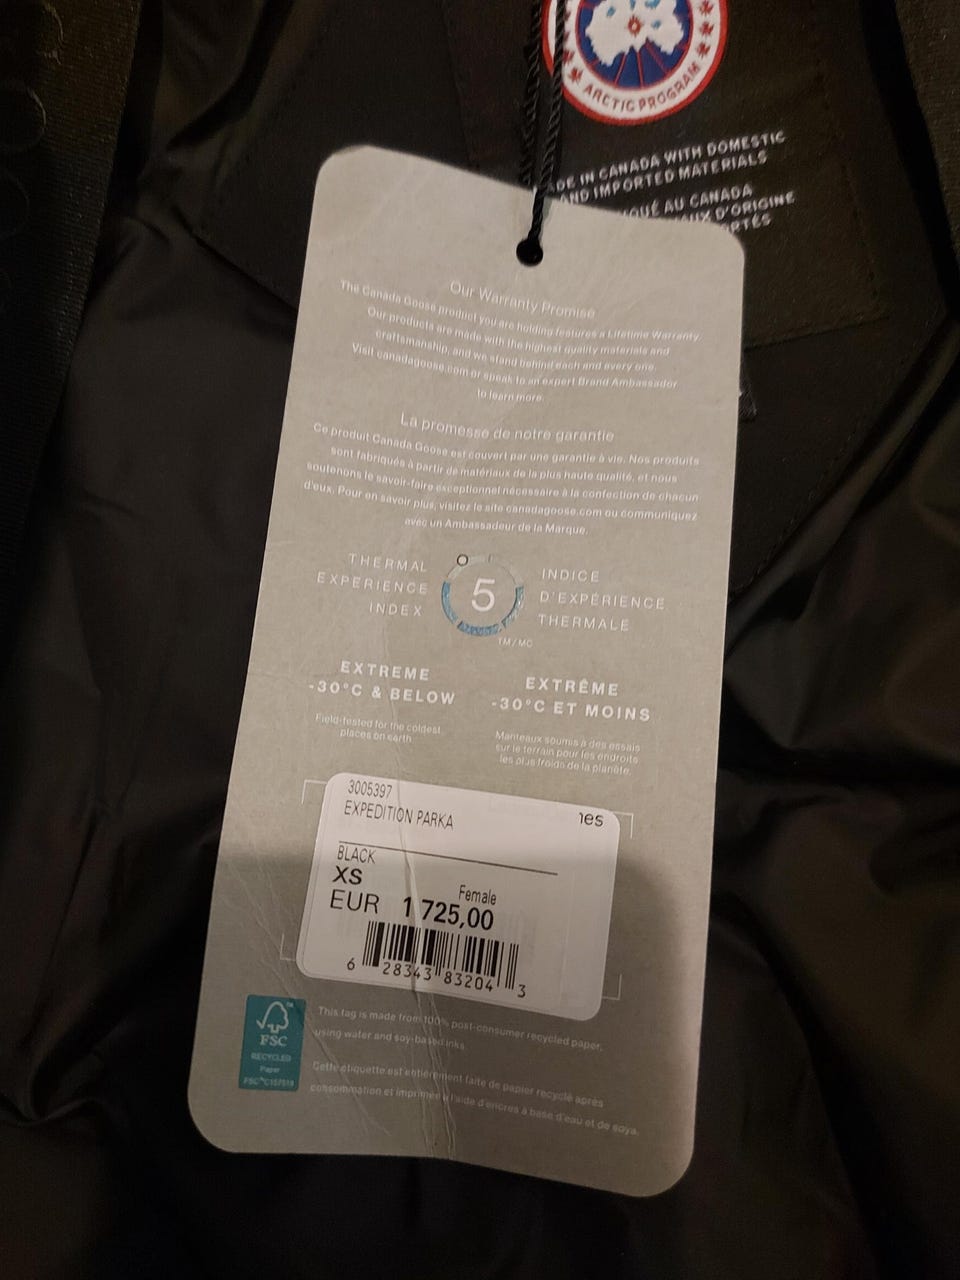 ARCTIC PROGRAM
DE IN CANADA WITH DOMESTIC
AND IMPORTED MATERIALS
QUÉ AU CANADA
AUX D'ORIGINE
PORTÉS
Our Warranty Promise
The Canada Goose product you are holding features a Lifetime Warranty.
Our products are made with the highest quality materials and
craftsmanship, and we stand behind each and every one.
Visit canadagoose.com or speak to an expert Brand Ambassador
to learn more.
La promesse de notre garantie
Ce produit Canada Goose est couvert par une garantie à vie. Nos produits
sont fabriqués à partir de matériaux de la plus haute qualité, et nous
soutenons le savoir-faire exceptionnel nécessaire à la confection de chacun
d'eux. Pour en savoir plus, visitez le site canadagoose.com ou communiquez
avec un Ambassadeur de la Marque.
THERMAL
EXPERIENCE
INDEX
5
TM/MC
INDICE
D'EXPÉRIENCE
THERMALE
EXTREME
-30°C & BELOW
Field-tested for the coldest
places on earth
EXTRÊME
-30°C ET MOINS
Manteaux soumis à des essais
sur le terrain pour les endroits
les plus froids de la planète.
3005397
EXPEDITION PARKA
nes
BLACK
XS
Female
EUR 1 725,00
6 28343 83204 3
FSC
RECYCLED
Paper
FSC® C157519
This tag is made from 100% post-consumer recycled paper,
using water and soy-based inks.
Cette étiquette est entièrement faite de papier recyclé après
consommation et imprimée à l'aide d'encres à base d'eau et de soya.